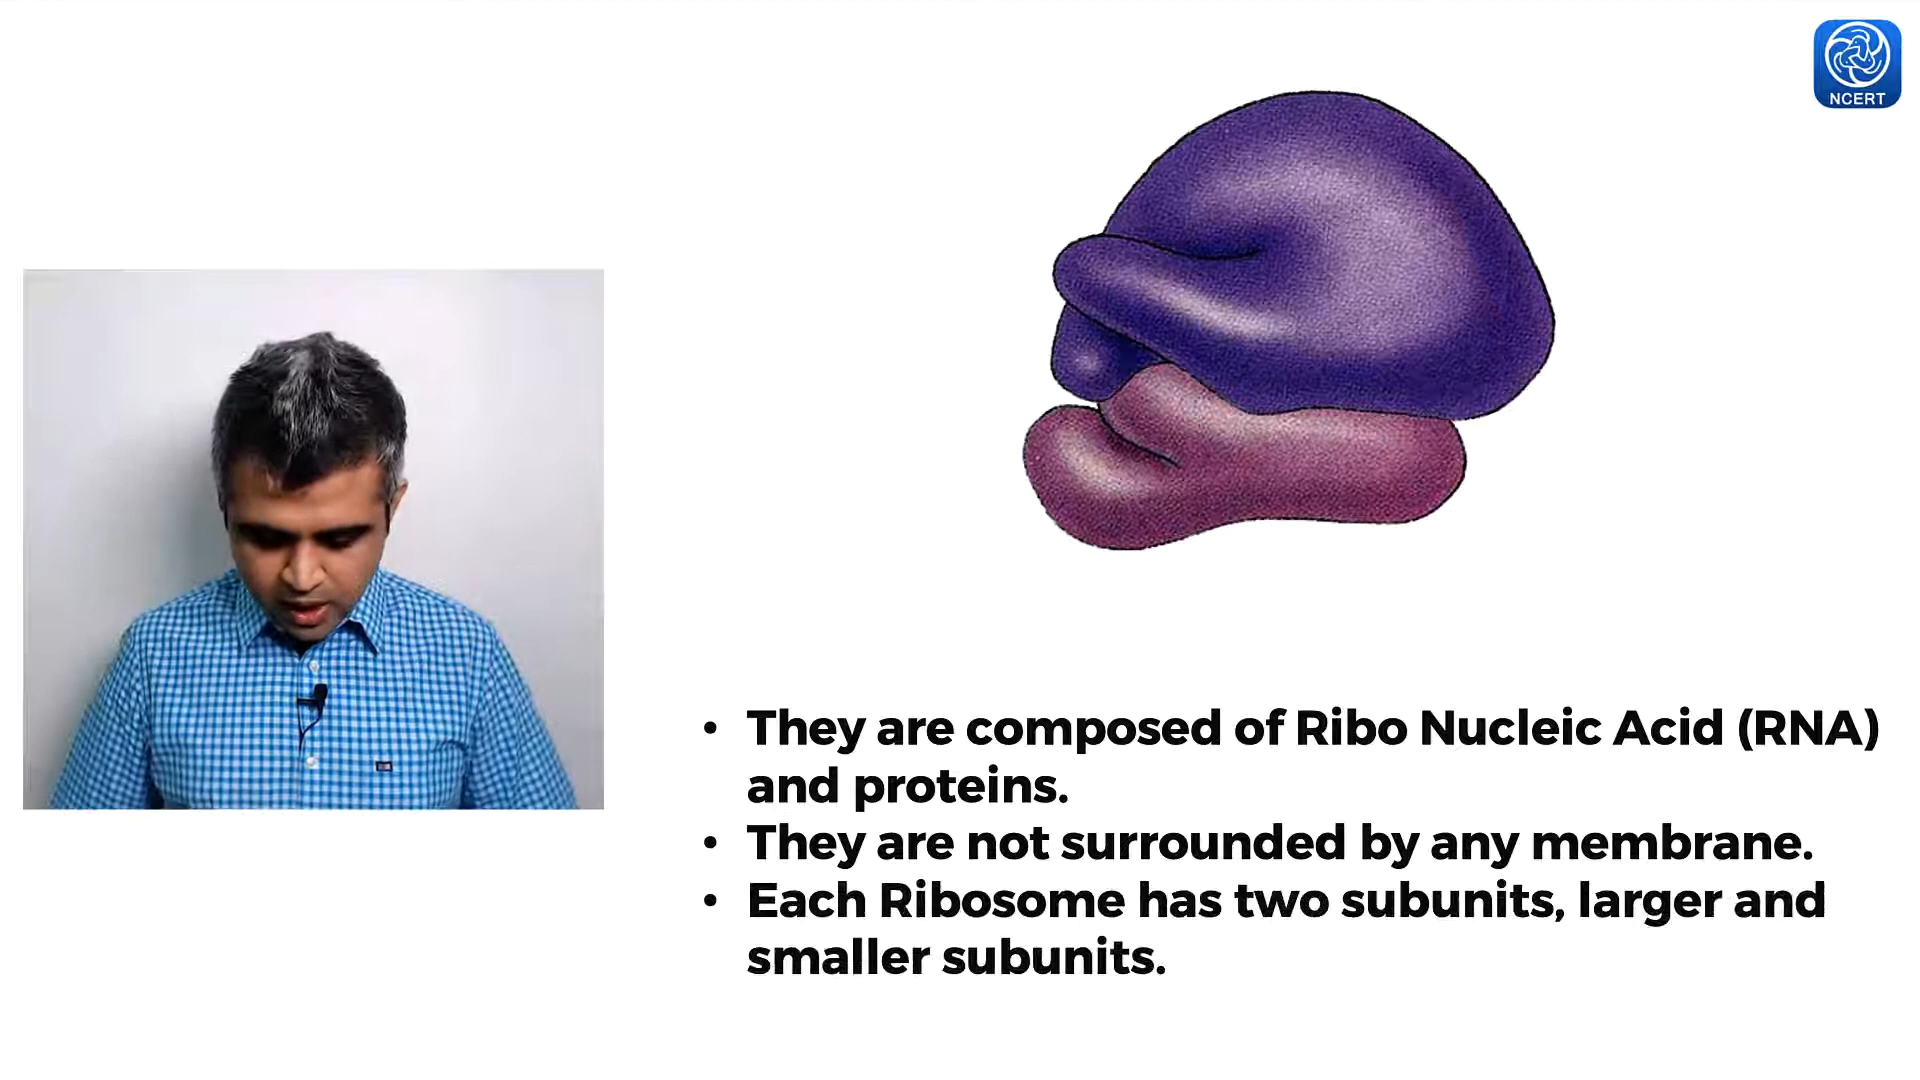 NCERT
• They are composed of Ribo Nucleic Acid (RNA)
and proteins.
• They are not surrounded by any membrane.
• Each Ribosome has two subunits, larger and
smaller subunits.